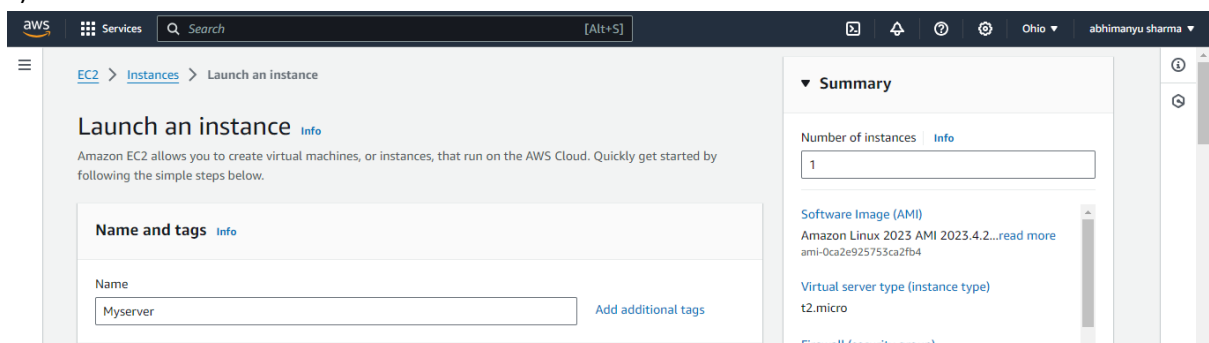 aws Services Search [Alt+S] Ohio abhimanyu sharma
EC2 > Instances > Launch an instance
Launch an instance Info
Amazon EC2 allows you to create virtual machines, or instances, that run on the AWS Cloud. Quickly get started by
following the simple steps below.
Name and tags Info
Name
Myserver
Add additional tags
Summary
Number of instances Info
1
Software Image (AMI)
Amazon Linux 2023 AMI 2023.4.2...read more
ami-0ca2e925753ca2fb4
Virtual server type (instance type)
t2.micro